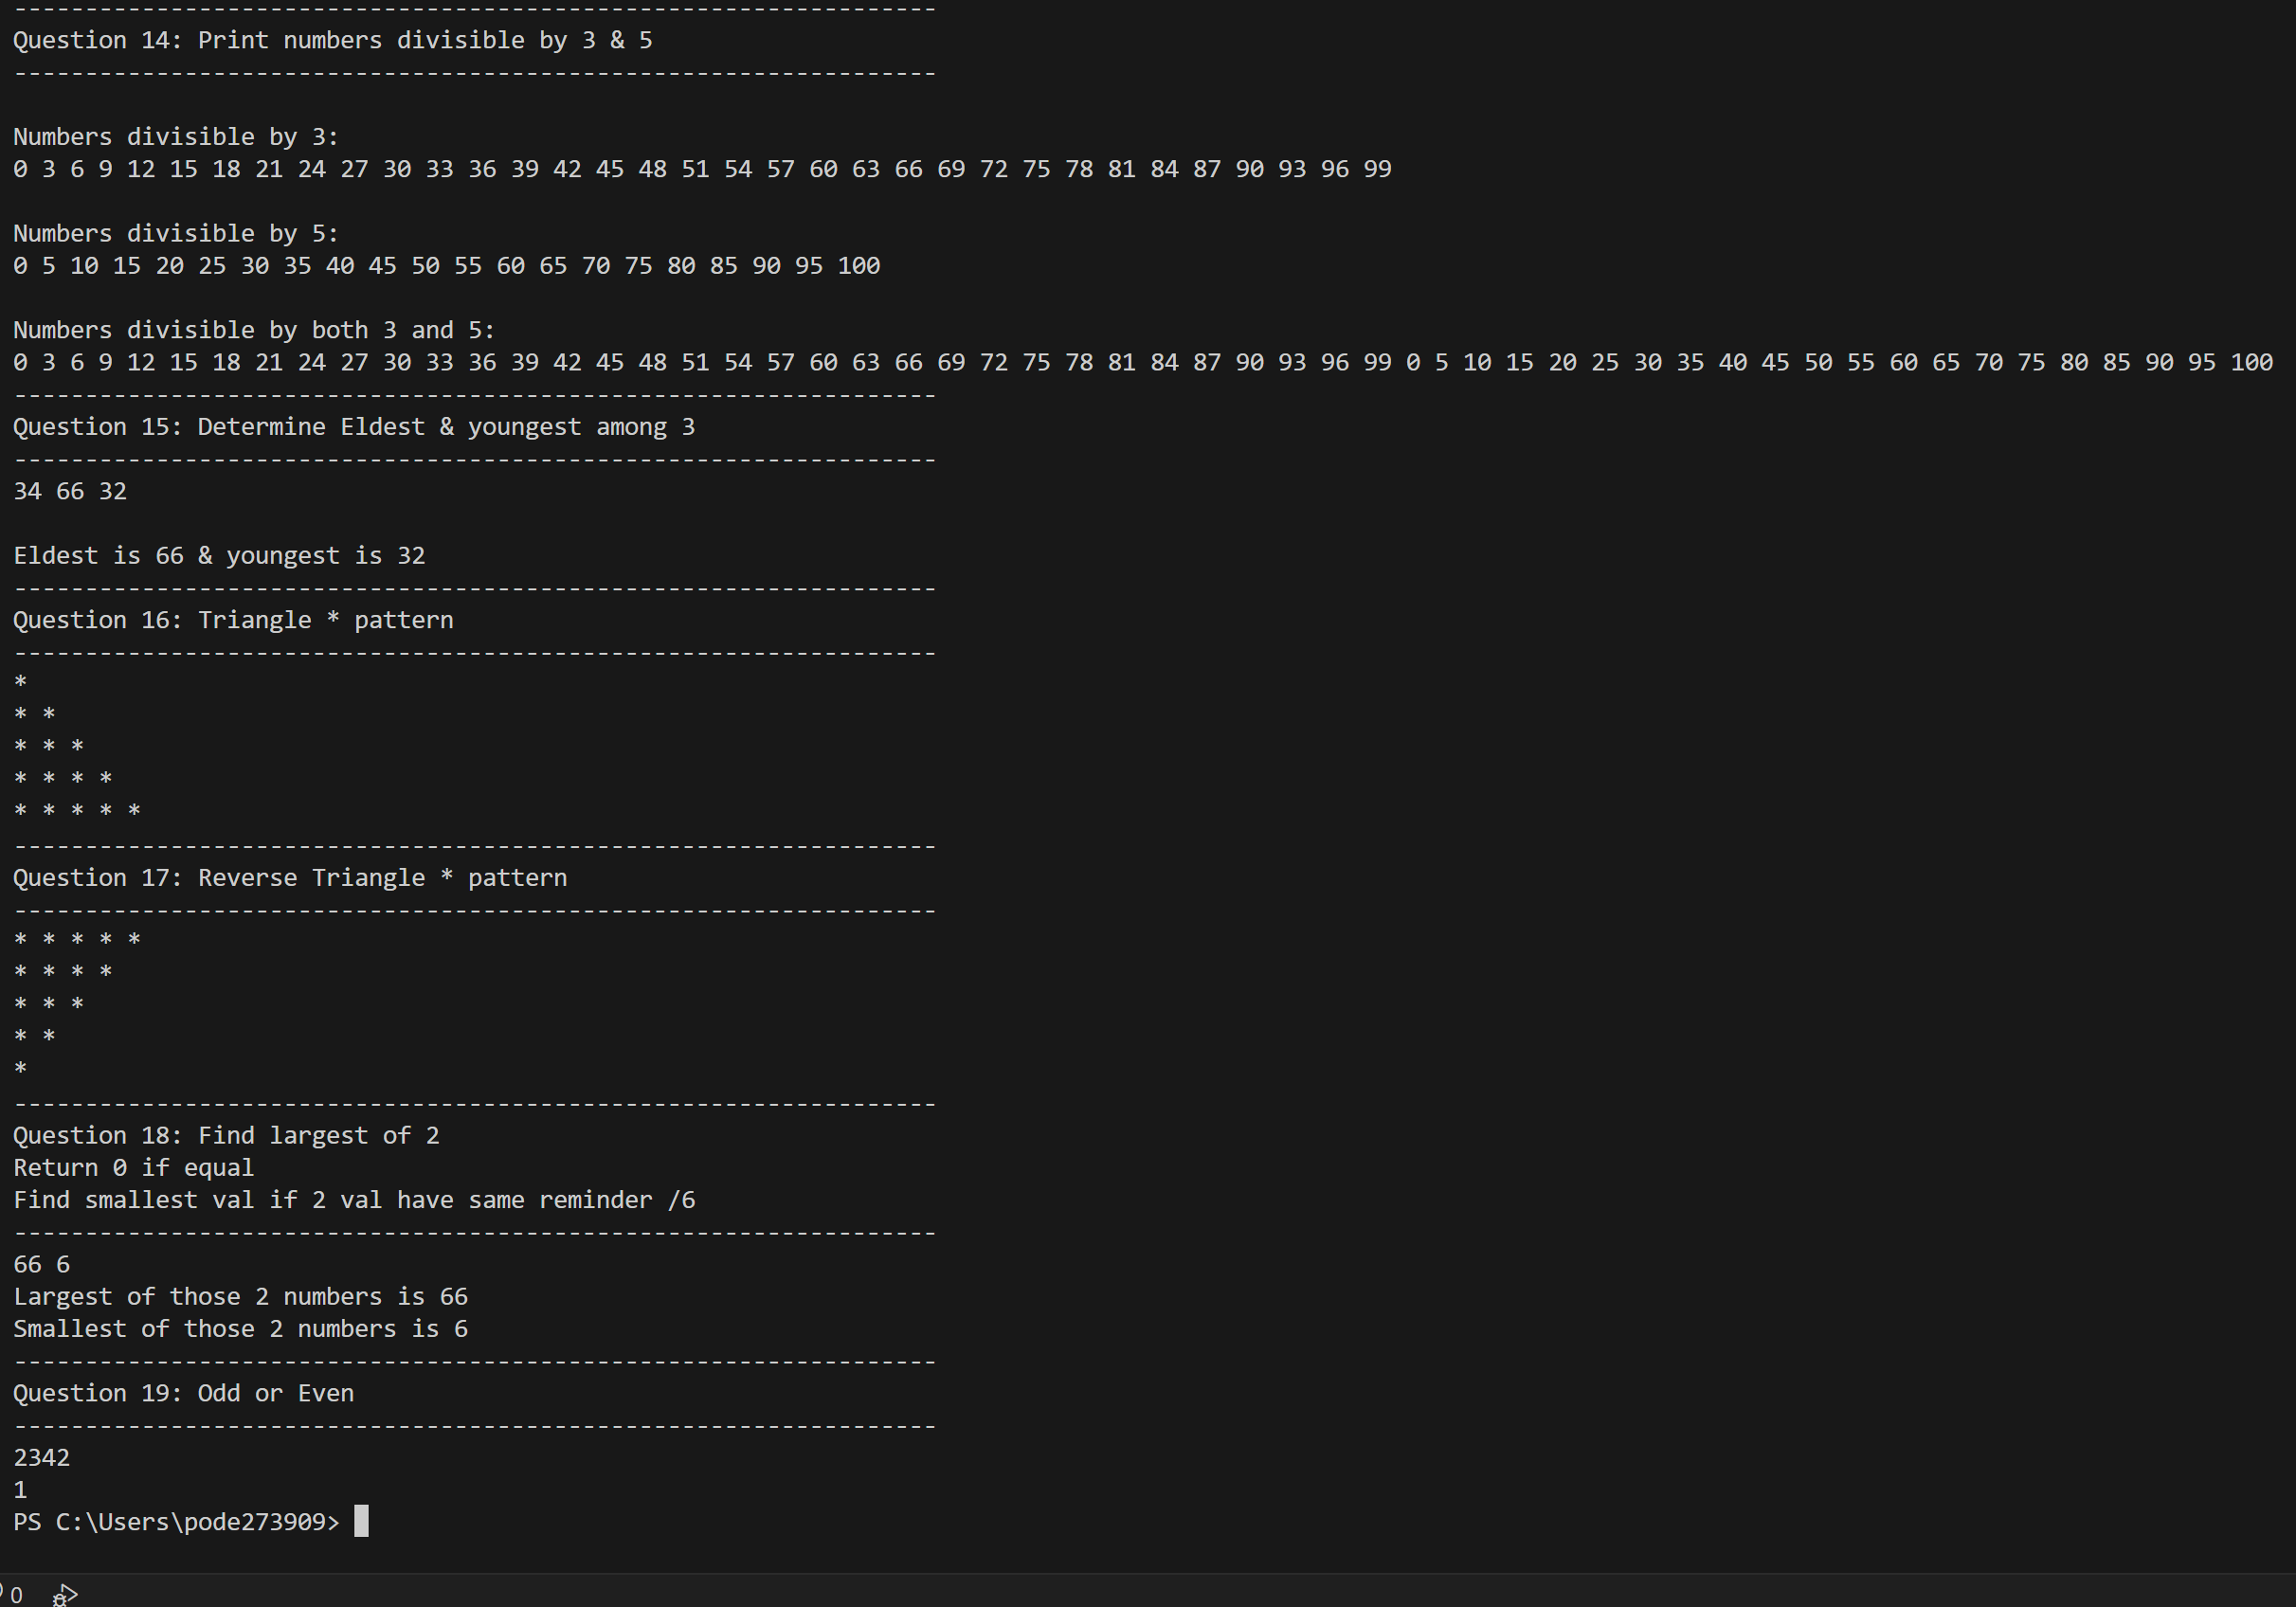 -----------------------------------------------------------------
Question 14: Print numbers divisible by 3 & 5
-----------------------------------------------------------------
Numbers divisible by 3:
0 3 6 9 12 15 18 21 24 27 30 33 36 39 42 45 48 51 54 57 60 63 66 69 72 75 78 81 84 87 90 93 96 99
Numbers divisible by 5:
0 5 10 15 20 25 30 35 40 45 50 55 60 65 70 75 80 85 90 95 100
Numbers divisible by both 3 and 5:
0 3 6 9 12 15 18 21 24 27 30 33 36 39 42 45 48 51 54 57 60 63 66 69 72 75 78 81 84 87 90 93 96 99 0 5 10 15 20 25 30 35 40 45 50 55 60 65 70 75 80 85 90 95 100
-----------------------------------------------------------------
Question 15: Determine Eldest & youngest among 3
-----------------------------------------------------------------
34 66 32
Eldest is 66 & youngest is 32
-----------------------------------------------------------------
Question 16: Triangle * pattern
-----------------------------------------------------------------
*
* *
* * *
* * * *
* * * * *
-----------------------------------------------------------------
Question 17: Reverse Triangle * pattern
-----------------------------------------------------------------
* * * * *
* * * *
* * *
* *
*
-----------------------------------------------------------------
Question 18: Find largest of 2
Return 0 if equal
Find smallest val if 2 val have same reminder /6
-----------------------------------------------------------------
66 6
Largest of those 2 numbers is 66
Smallest of those 2 numbers is 6
-----------------------------------------------------------------
Question 19: Odd or Even
-----------------------------------------------------------------
2342
1
PS C:\Users\pode273909>
0